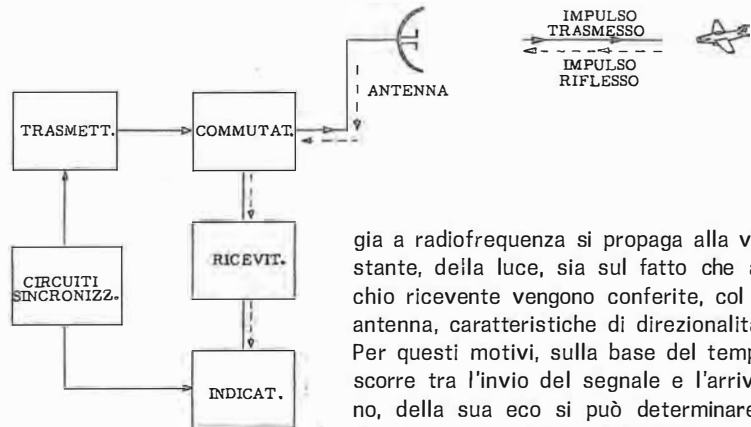 IMPULSO
TRASMESSO
IMPULSO
RIFLESSO
ANTENNA
TRASMETT.
COMMUTAT.
RICEVIT.
CIRCUITI
SINCRONIZZ.
INDICAT.
gia a radiofrequenza si propaga alla v
stante, della luce, sia sul fatto che a
chio ricevente vengono conferite, col
antenna, caratteristiche di direzionalità
Per questi motivi, sulla base del temp
scorre tra l'invio del segnale e l'arriv
no, della sua eco si può determinare